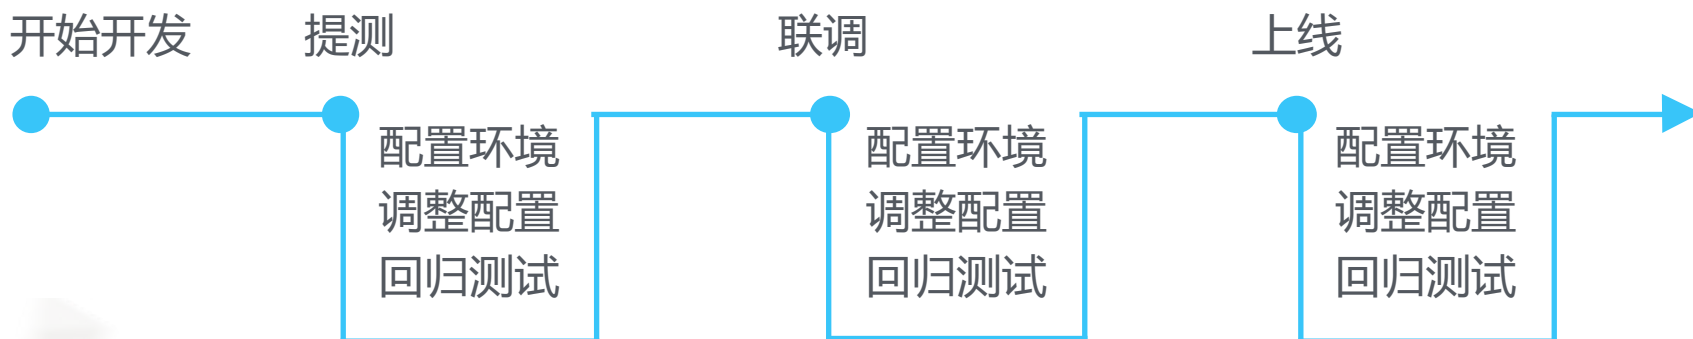 开始开发
提测
联调
上线
配置环境
调整配置
回归测试
配置环境
调整配置
回归测试
配置环境
调整配置
回归测试